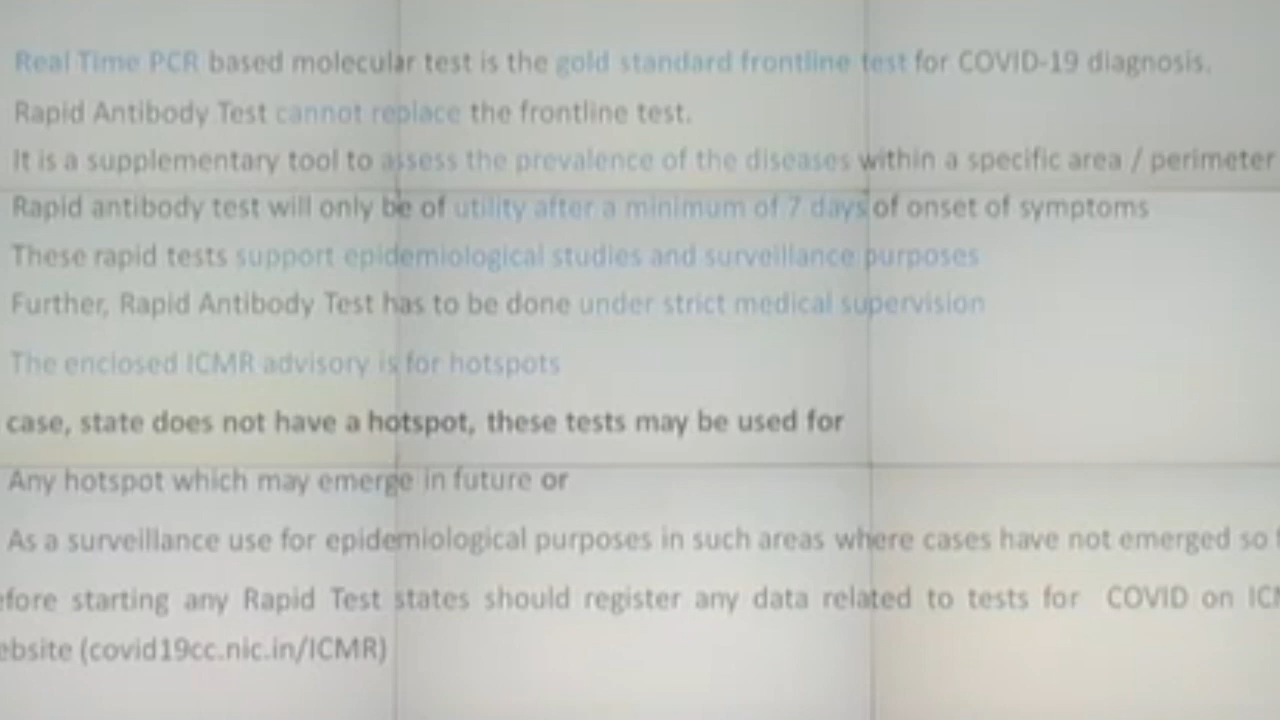 Real Time PCR based molecular test is the gold standard frontline test for COVID-19 diagnosis.
Rapid Antibody Test cannot replace the frontline test.
It is a supplementary tool to assess the prevalence of the diseases within a specific area / perimeter
Rapid antibody test will only be of utility after a minimum of 7 days of onset of symptoms
These rapid tests support epidemiological studies and surveillance purposes
Further, Rapid Antibody Test has to be done under strict medical supervision
The enclosed ICMR advisory is for hotspots
case, state does not have a hotspot, these tests may be used for
Any hotspot which may emerge in future or
As a surveillance use for epidemiological purposes in such areas where cases have not emerged so
efore starting any Rapid Test states should register any data related to tests for COVID on
ebsite (covid19cc.nic.in/ICMR)